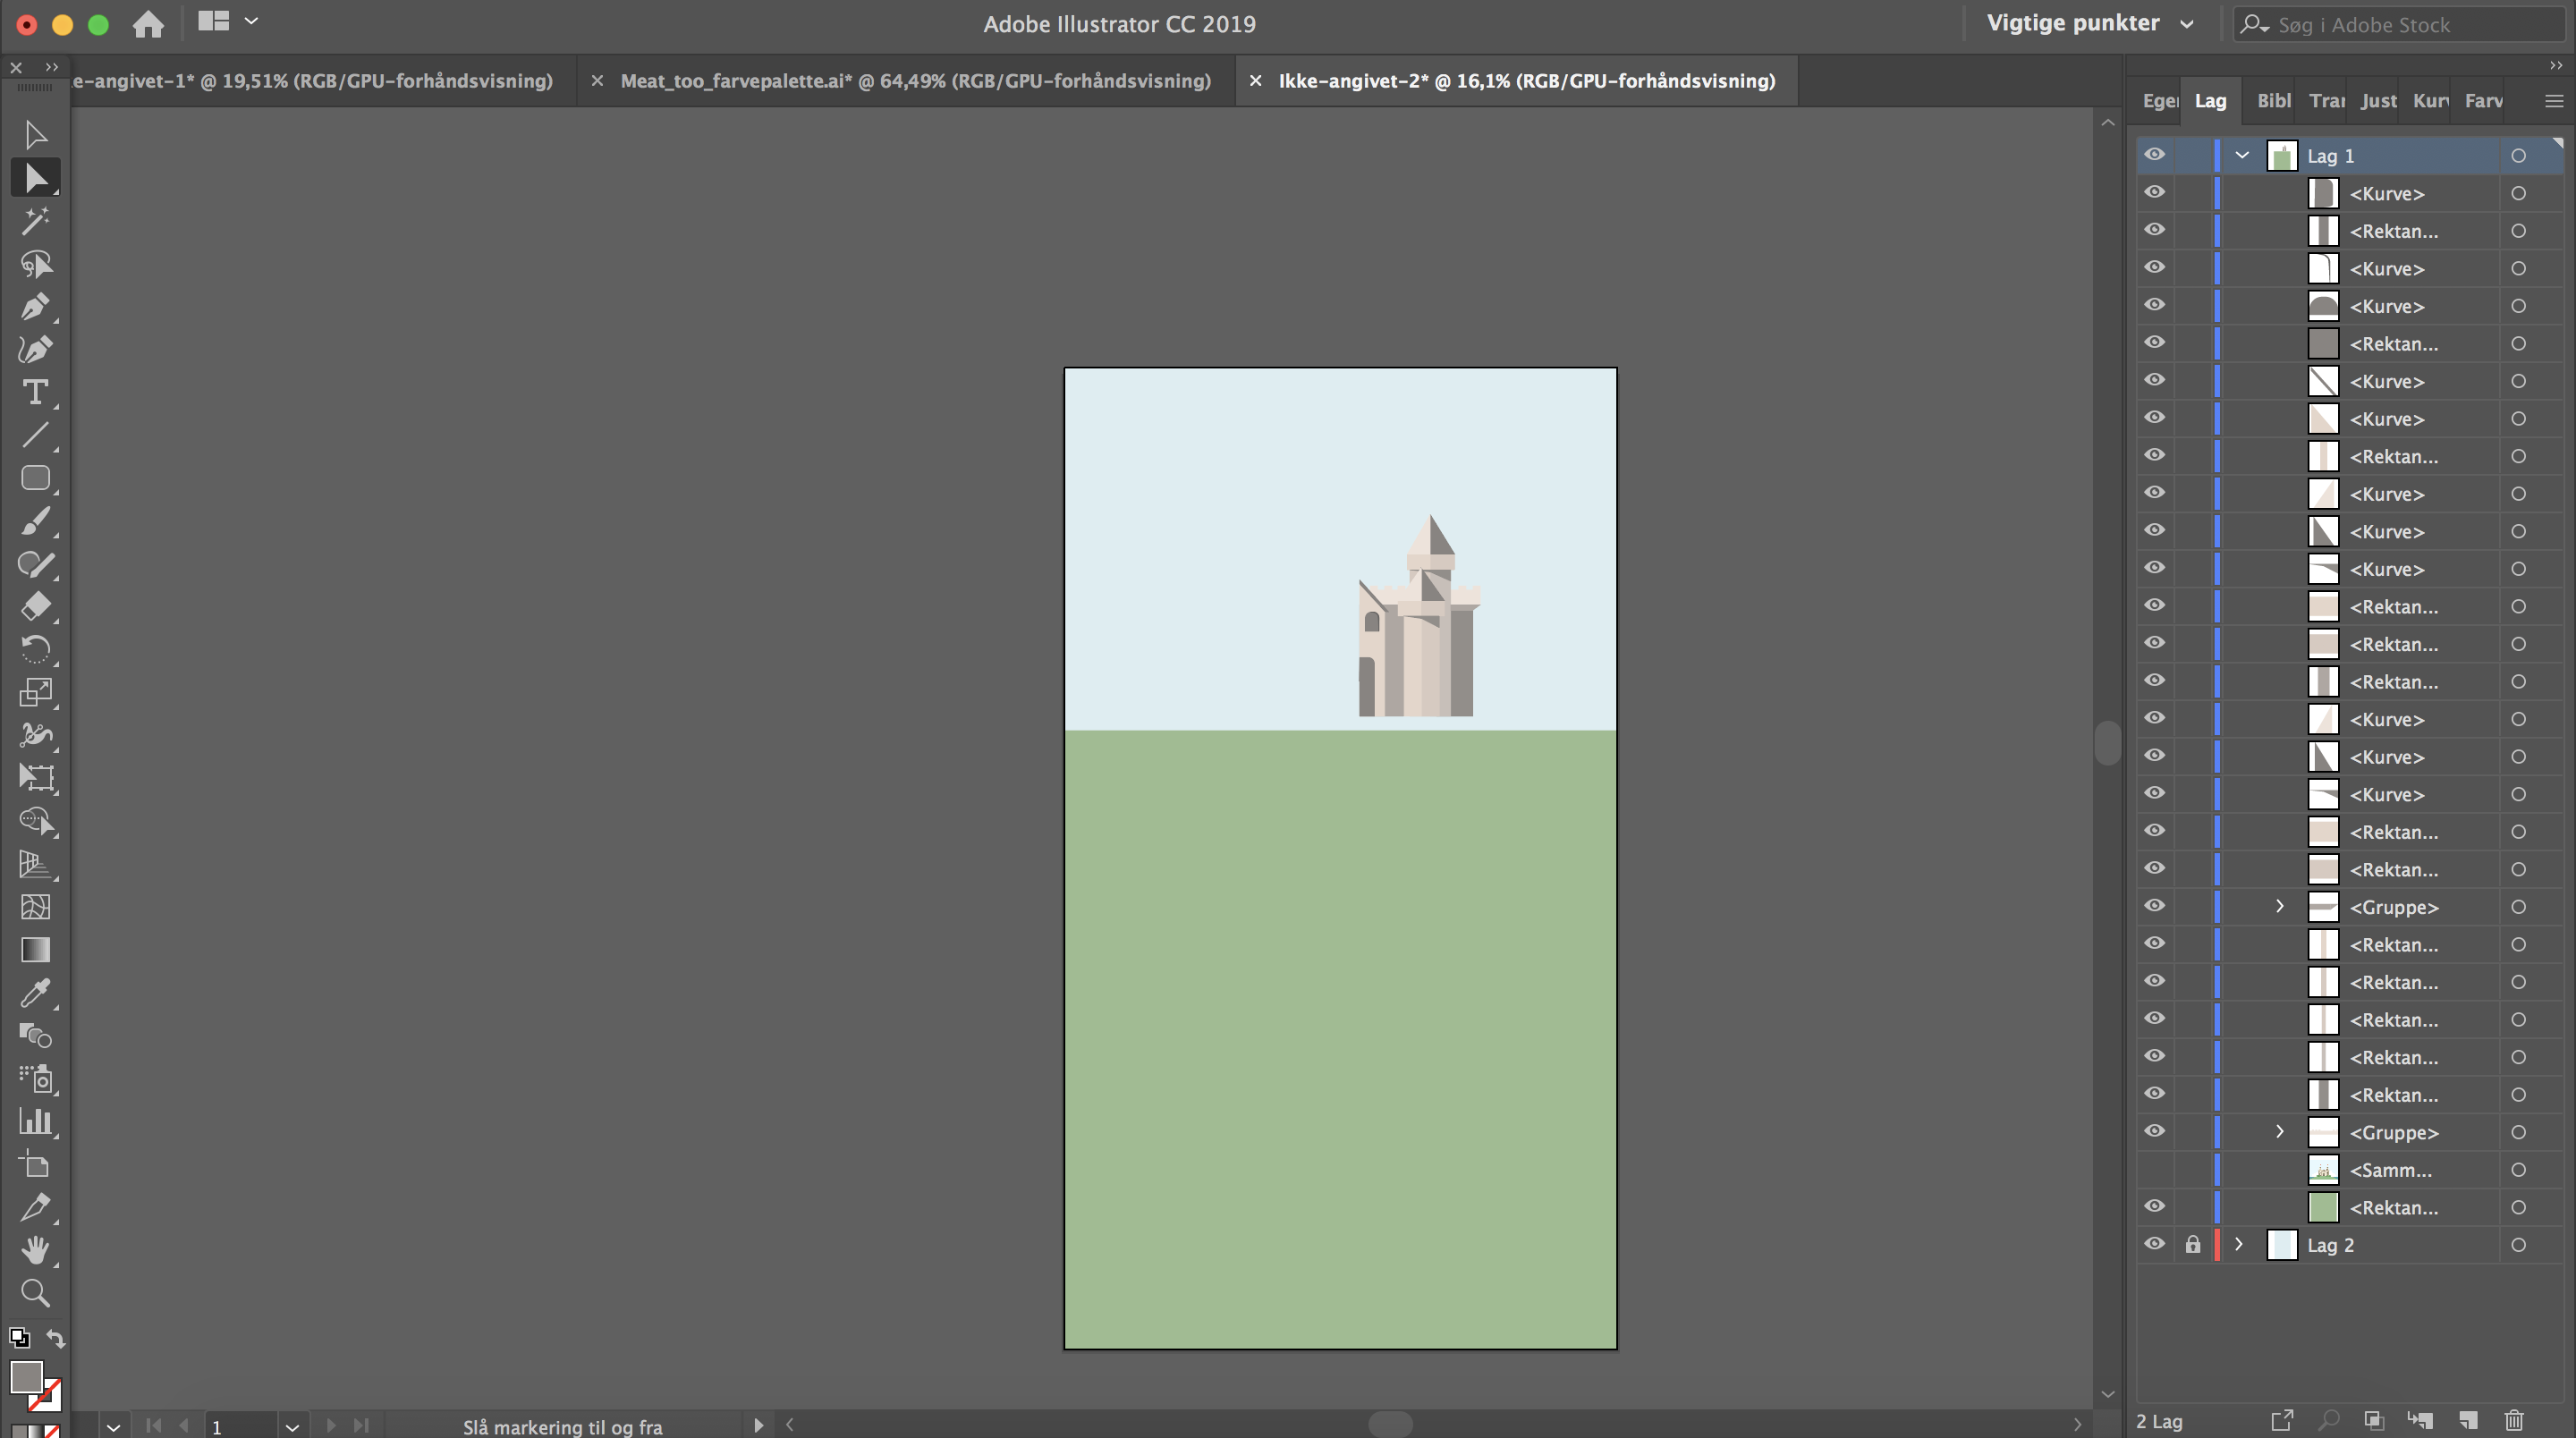 Adobe Illustrator CC 2019
Vigtige punkter
Søg i Adobe Stock
e-angivet-1* @ 19,51% (RGB/GPU-forhåndsvisning)
Meat_too_farvepalette.ai* @ 64,49% (RGB/GPU-forhåndsvisning)
Ikke-angivet-2* @ 16,1% (RGB/GPU-forhåndsvisning)
Eger Lag Bibl Trar Just Kurv Farv
Lag 1
<Kurve>
<Rektan...
<Kurve>
<Kurve>
<Rektan...
<Kurve>
<Kurve>
<Rektan...
<Kurve>
<Kurve>
<Kurve>
<Rektan...
<Rektan...
<Rektan...
<Kurve>
<Kurve>
<Kurve>
<Rektan...
<Rektan...
<Gruppe>
<Rektan...
<Rektan...
<Rektan...
<Rektan...
<Rektan...
<Gruppe>
<Samm...
<Rektan...
Lag 2
1
Slå markering til og fra
2 Lag